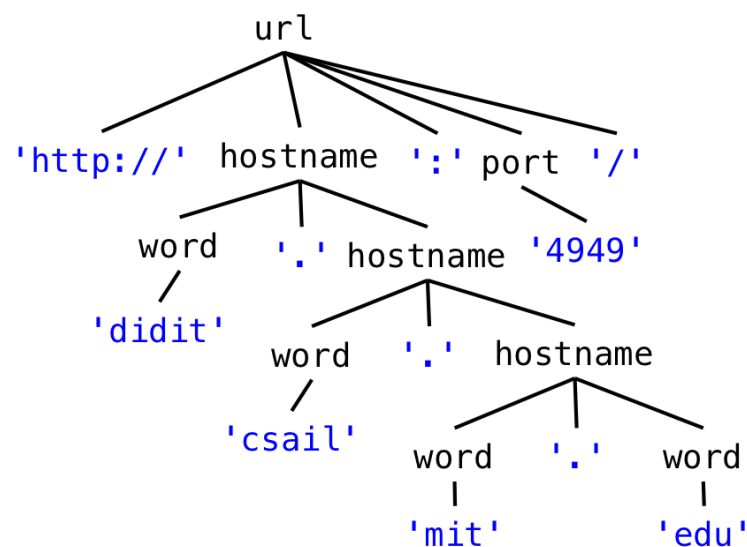 url
'http://' hostname ':' port '/'
word '.' hostname '4949'
'didit' word '.' hostname
'csail' word '.' word
'mit' 'edu'